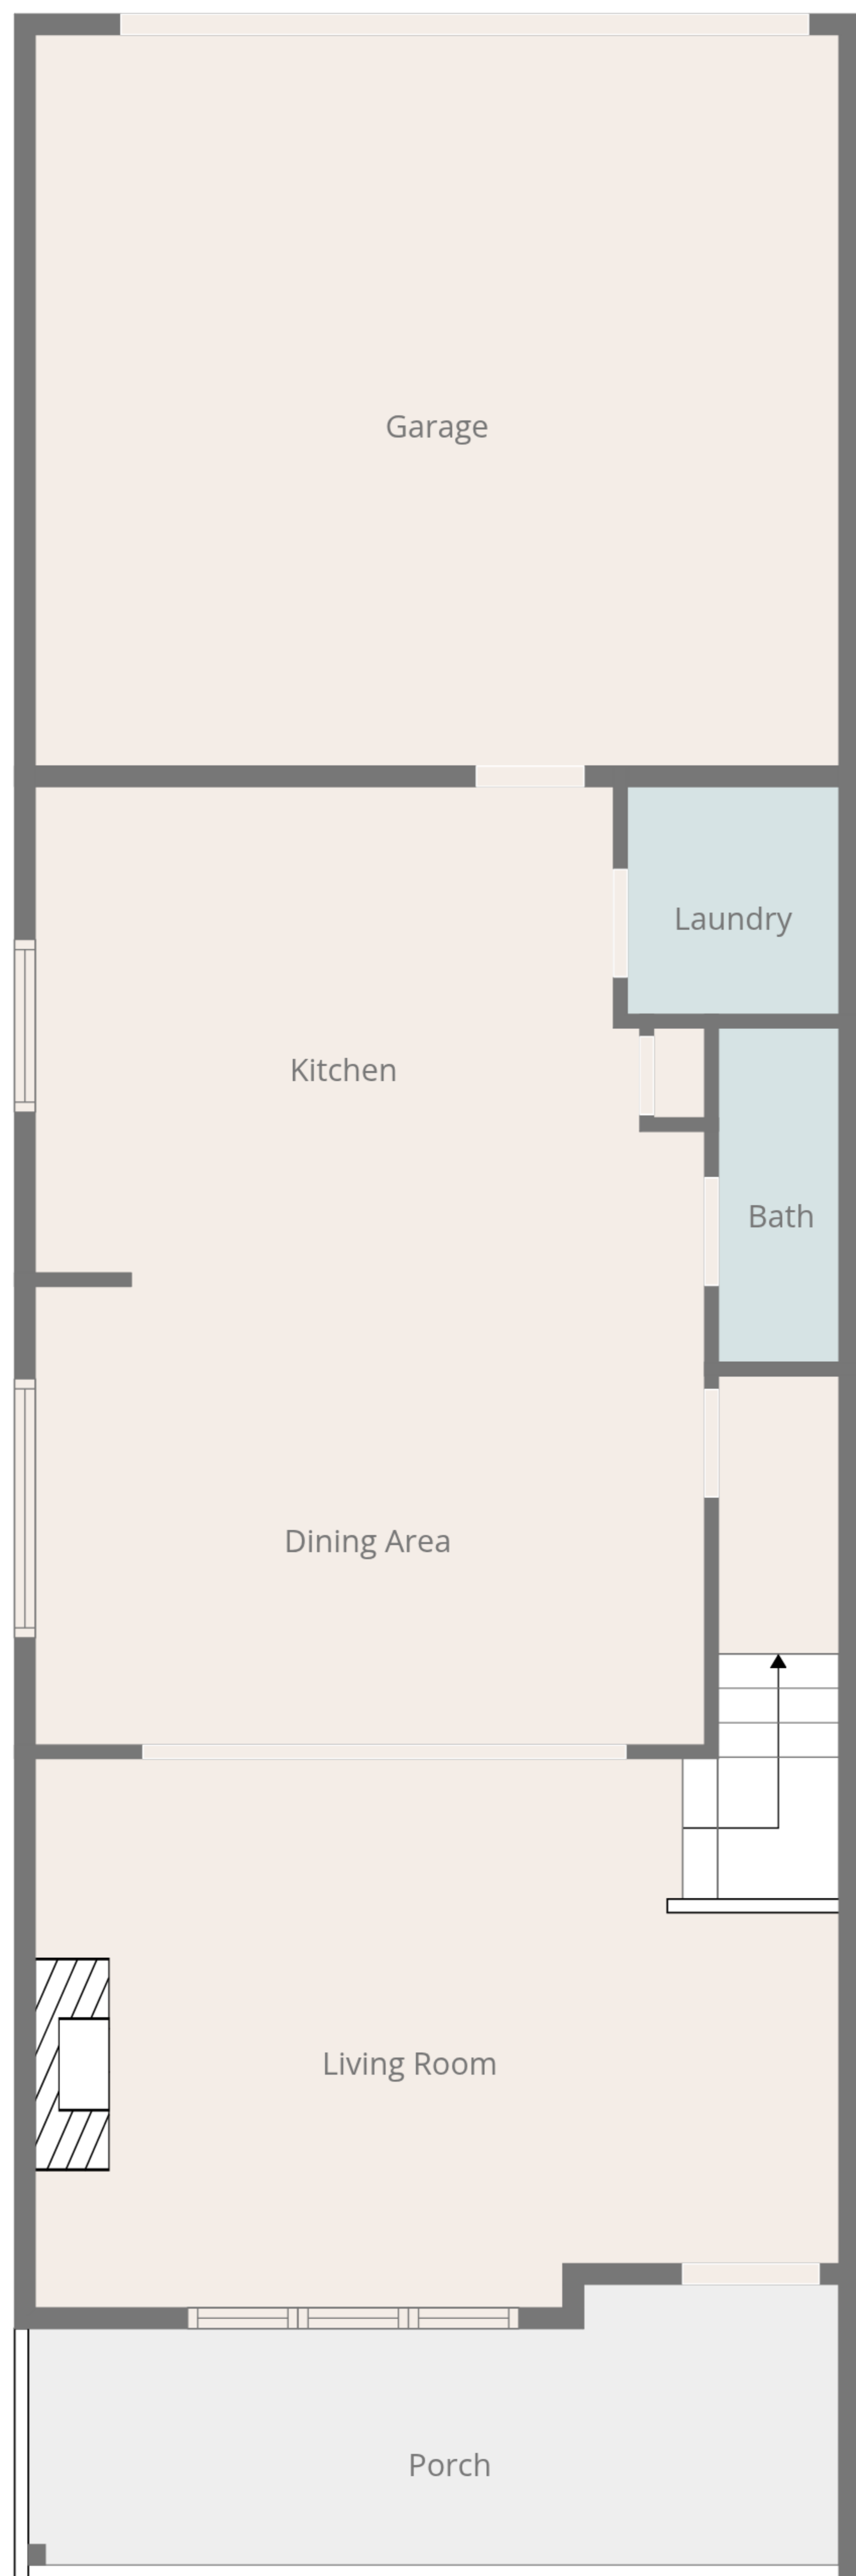 Garage
Laundry
Kitchen
Bath
Dining Area
Living Room
Porch